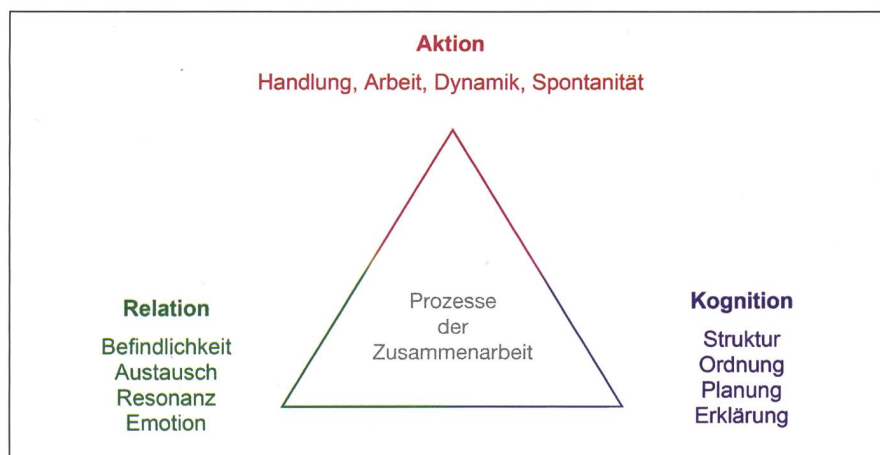 Aktion
Handlung, Arbeit, Dynamik, Spontanität
Relation
Befindlichkeit
Austausch
Resonanz
Emotion
Prozesse
der
Zusammenarbeit
Kognition
Struktur
Ordnung
Planung
Erklärung